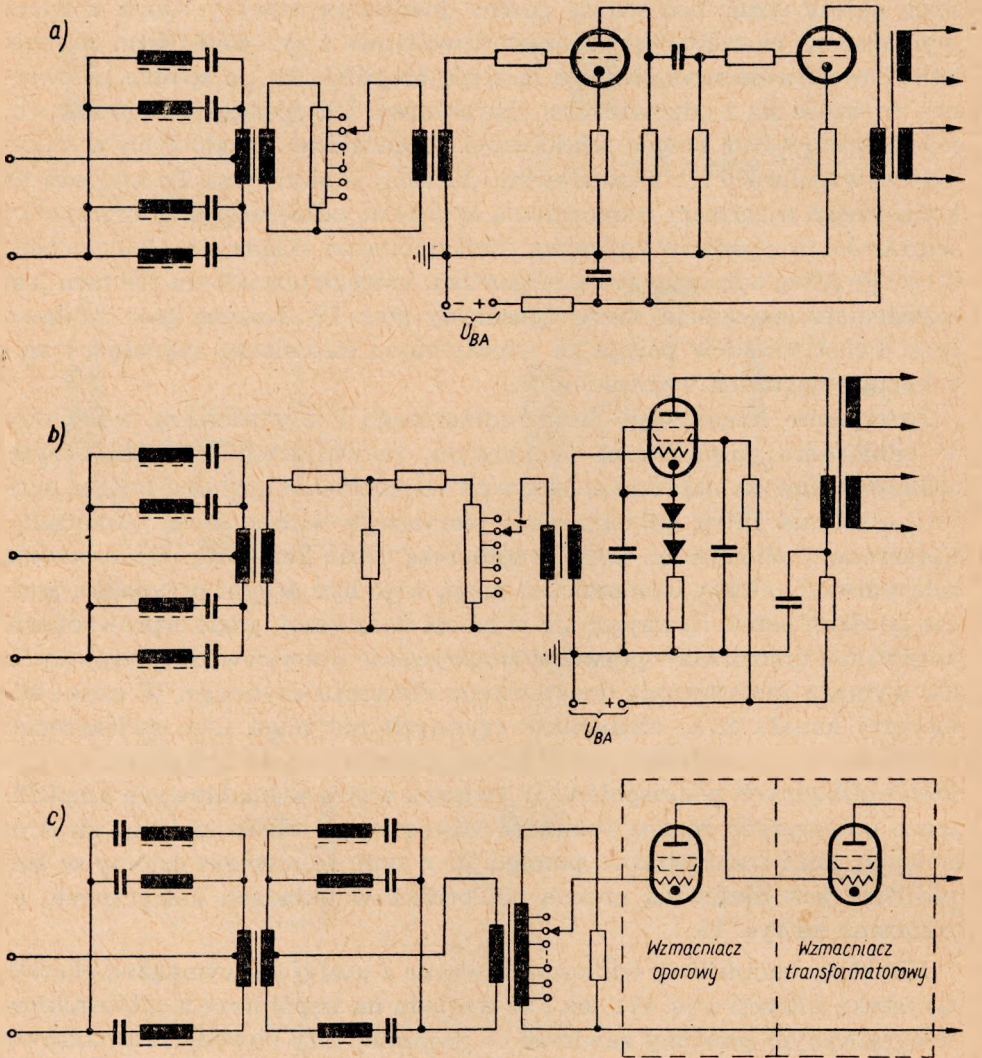 a)
- +
U_BA
b)
- +
U_BA
c)
Wzmacniacz
oporowy
Wzmacniacz
transformatorowy